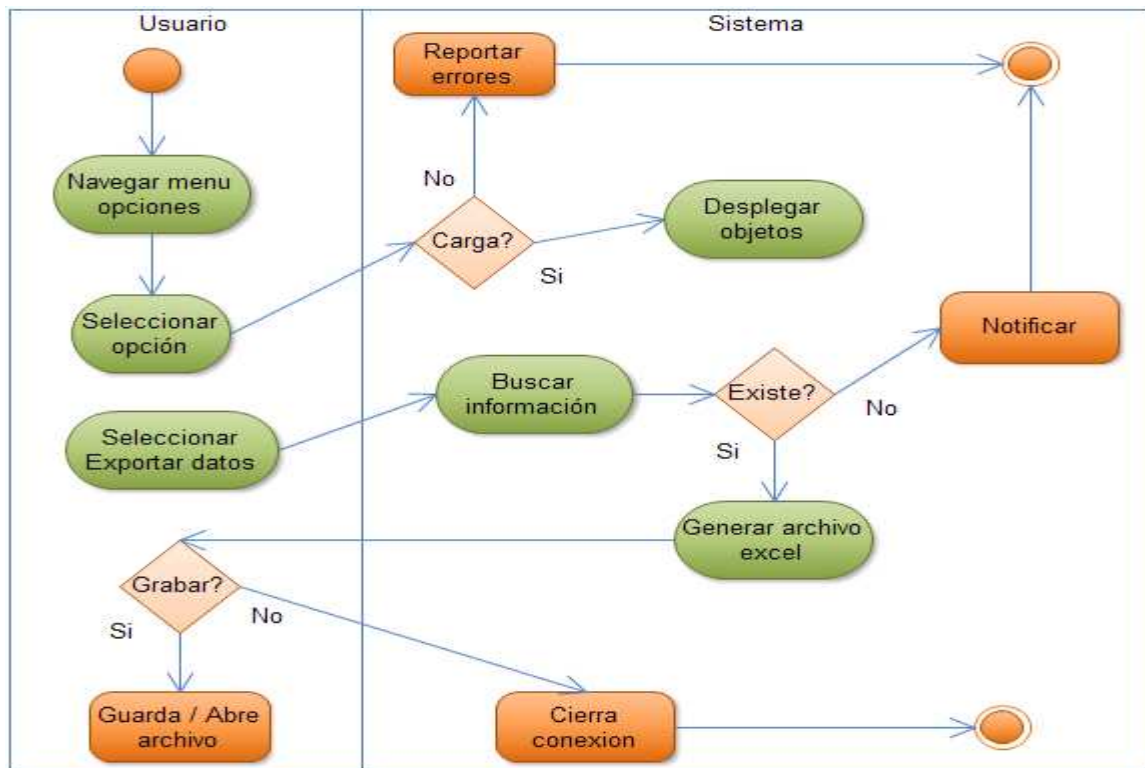 Usuario
Sistema
Reportar
errores
Navegar menu
opciones
No
Carga?
Si
Desplegar
objetos
Seleccionar
opción
Notificar
Buscar
información
Existe?
No
Si
Seleccionar
Exportar datos
Generar archivo
excel
Grabar?
Si
No
Guarda / Abre
archivo
Cierra
conexion